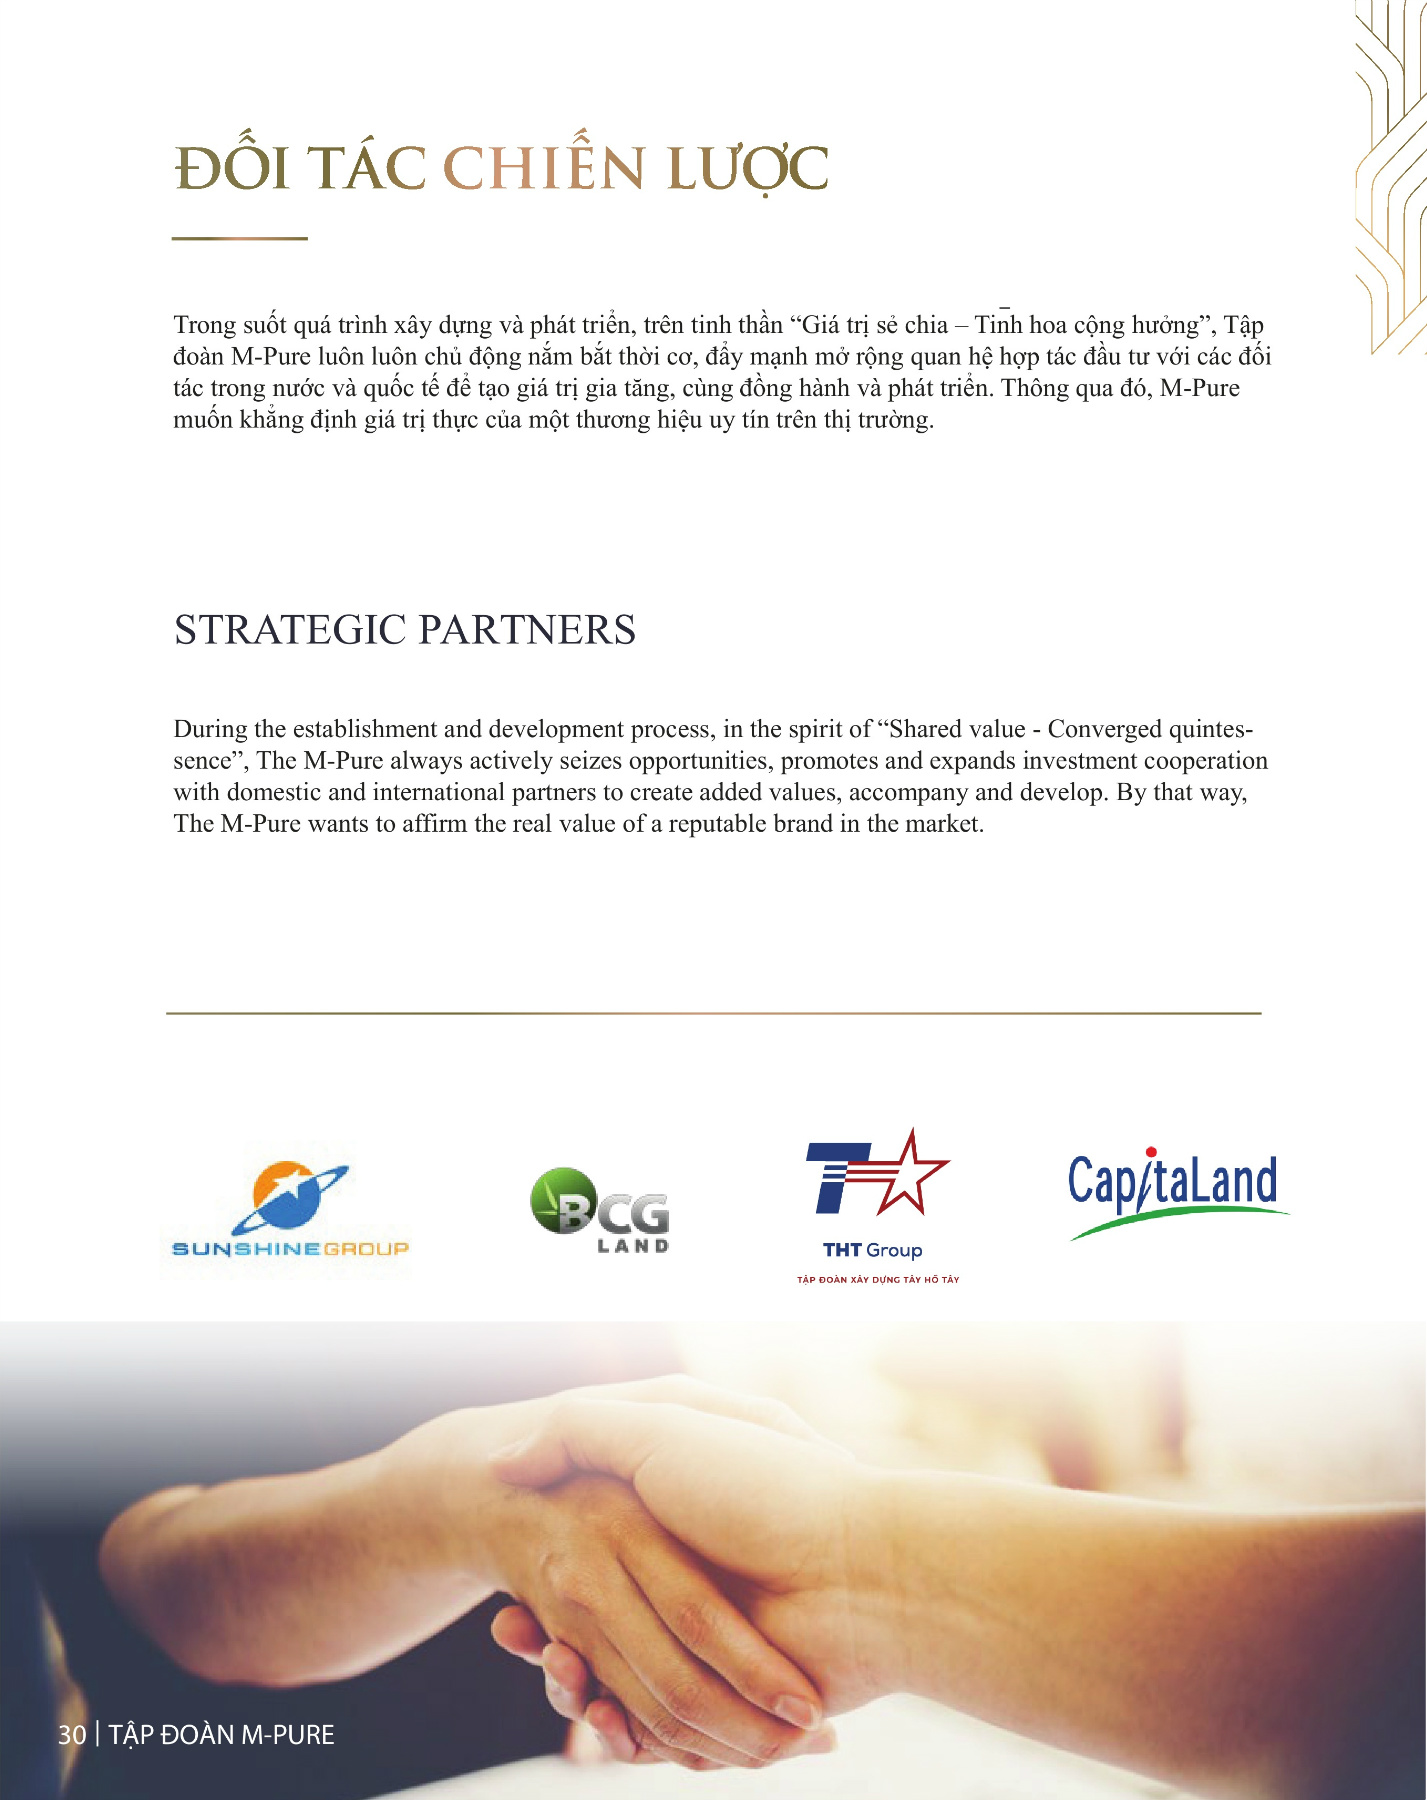 ĐỐI TÁC CHIẾN LƯỢC
Trong suốt quá trình xây dựng và phát triển, trên tinh thần “Giá trị sẻ chia – Tinh hoa cộng hưởng”, Tập
đoàn M-Pure luôn luôn chủ động nắm bắt thời cơ, đẩy mạnh mở rộng quan hệ hợp tác đầu tư với các đối
tác trong nước và quốc tế để tạo giá trị gia tăng, cùng đồng hành và phát triển. Thông qua đó, M-Pure
muốn khẳng định giá trị thực của một thương hiệu uy tín trên thị trường.
STRATEGIC PARTNERS
During the establishment and development process, in the spirit of “Shared value - Converged quintes-
sence”, The M-Pure always actively seizes opportunities, promotes and expands investment cooperation
with domestic and international partners to create added values, accompany and develop. By that way,
The M-Pure wants to affirm the real value of a reputable brand in the market.
SUNSHINEGROUP
BCG
LAND
T
THT Group
TẬP ĐOÀN XÂY DỰNG TÂY HỒ TÂY
CapitaLand
30 | TẬP ĐOÀN M-PURE